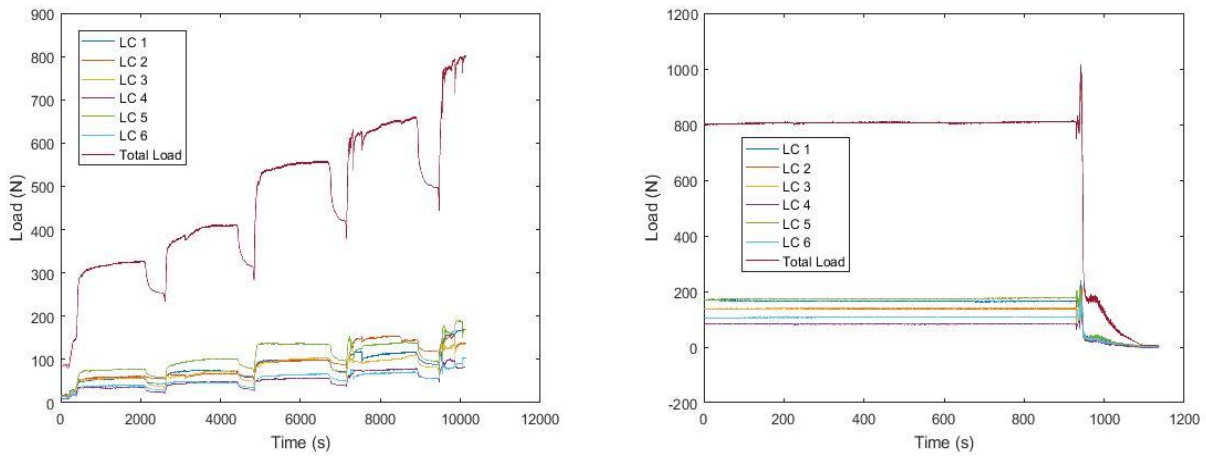 900
800
700
600
500
400
300
200
100
0
Load (N)
LC 1
LC 2
LC 3
LC 4
LC 5
LC 6
Total Load
0 2000 4000 6000 8000 10000 12000
Time (s)
1200
1000
800
600
400
200
0
-200
Load (N)
LC 1
LC 2
LC 3
LC 4
LC 5
LC 6
Total Load
0 200 400 600 800 1000 1200
Time (s)